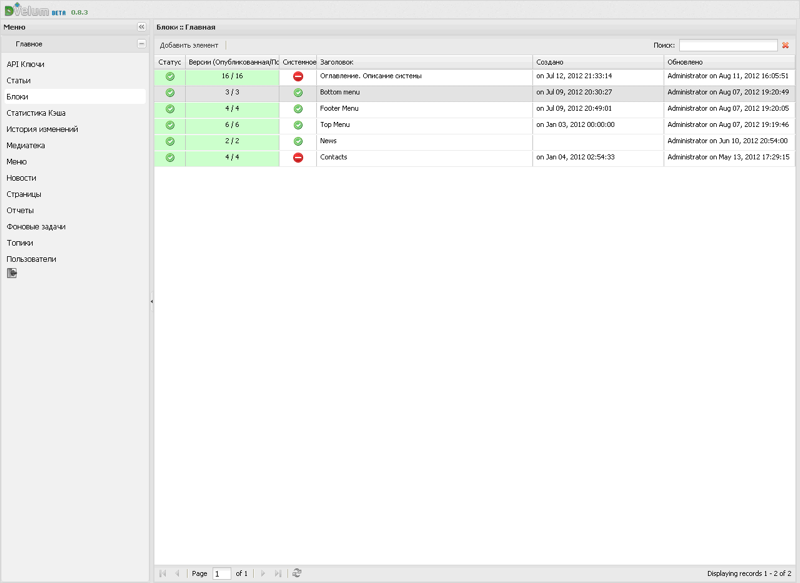 DVelum BETA 0.8.3
Меню
Блоки :: Главная
Главное
Добавить элемент
Поиск:
API Ключи
Статьи
Блоки
Статистика Кэша
История изменений
Медиатека
Меню
Новости
Страницы
Отчеты
Фоновые задачи
Топики
Пользователи
Статус Версии (Опубликованная/По Системное Заголовок Создано Обновлено
16 / 16 Оглавление. Описание системы on Jul 12, 2012 21:33:14 Administrator on Aug 11, 2012 16:05:51
3 / 3 Bottom menu on Jul 09, 2012 20:30:27 Administrator on Aug 07, 2012 19:20:49
4 / 4 Footer Menu on Jul 09, 2012 20:49:01 Administrator on Aug 07, 2012 19:20:05
6 / 6 Top Menu on Jan 03, 2012 00:00:00 Administrator on Aug 07, 2012 19:19:46
2 / 2 News Administrator on Jun 10, 2012 20:54:00
4 / 4 Contacts on Jan 04, 2012 02:54:33 Administrator on May 13, 2012 17:29:15
Page 1 of 1
Displaying records 1 - 2 of 2